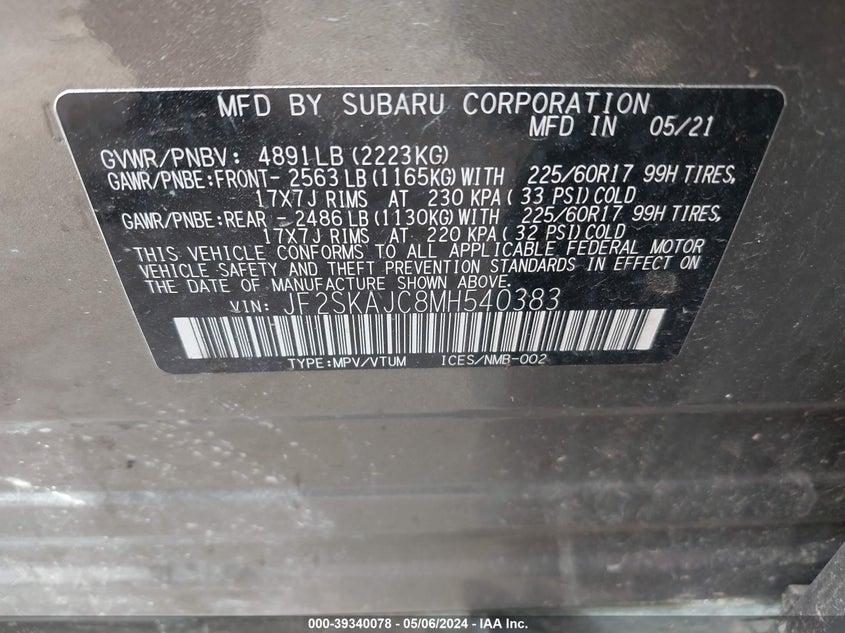 MFD BY SUBARU CORPORATION
MFD IN 05/21
GVWR/PNBV: 4891LB (2223KG)
GAWR/PNBE:FRONT- 2563 LB (1165KG) WITH 225/60R17 99H TIRES,
17X7J RIMS AT 230 KPA ( 33 PSI) COLD
GAWR/PNBE:REAR - 2486 LB (1130KG) WITH 225/60R17 99H TIRES,
17X7J RIMS AT 220 KPA ( 32 PSI) COLD
THIS VEHICLE CONFORMS TO ALL APPLICABLE FEDERAL MOTOR
VEHICLE SAFETY AND THEFT PREVENTION STANDARDS IN EFFECT ON
THE DATE OF MANUFACTURE SHOWN ABOVE.
VIN: JF2SKAJC8MH540383
TYPE:MPV/VTUM ICES/NMB-002
000-39340078 - 05/06/2024 - IAA Inc.